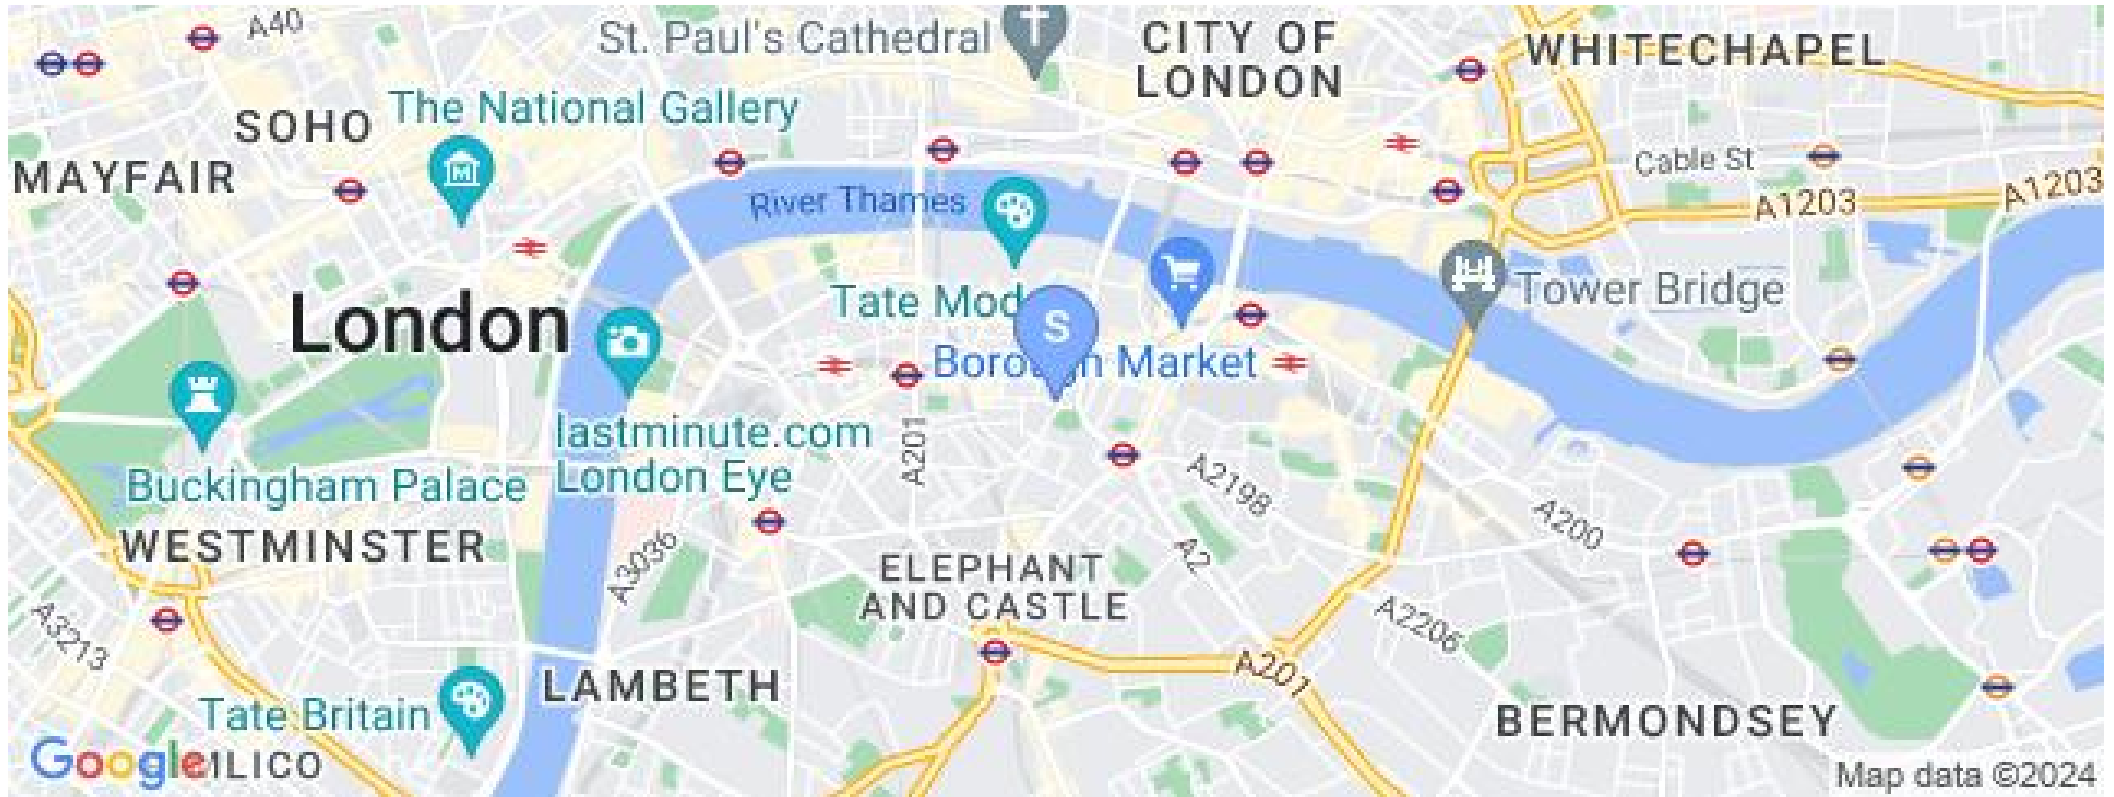 A40
St. Paul's Cathedral
CITY OF
LONDON
WHITECHAPEL
SOHO
The National Gallery
MAYFAIR
Cable St
River Thames
A1203
A1203
London
Tate Mod
S
Tower Bridge
Borough Market
lastminute.com
London Eye
A201
Buckingham Palace
A2198
A200
WESTMINSTER
A3036
A2
ELEPHANT
AND CASTLE
A3213
A2206
A201
LAMBETH
Tate Britain
BERMONDSEY
Google
ILICO
Map data ©2024